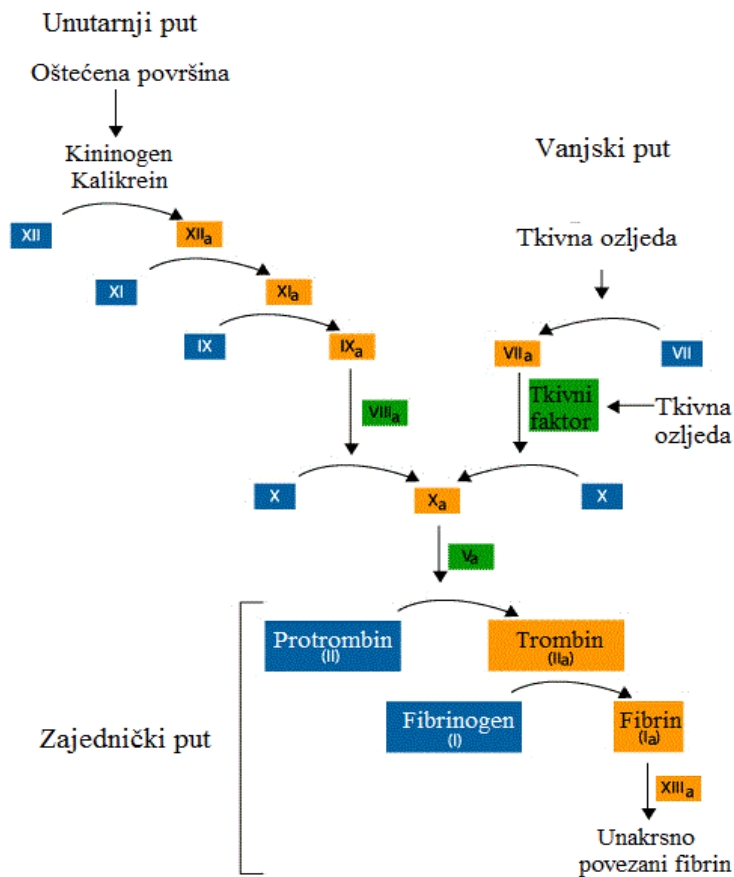 Unutarnji put
Oštećena površina
Kininogen
Kalikrein
XII
XIIa
XI
XIa
IX
IXa
VIIIa
Vanjski put
Tkivna ozljeda
VIIa
VII
Tkivni
faktor
Tkivna
ozljeda
X
Xa
X
Va
Zajednički put
Protrombin
(II)
Trombin
(IIa)
Fibrinogen
(I)
Fibrin
(Ia)
XIIIa
Unakrsno
povezani fibrin